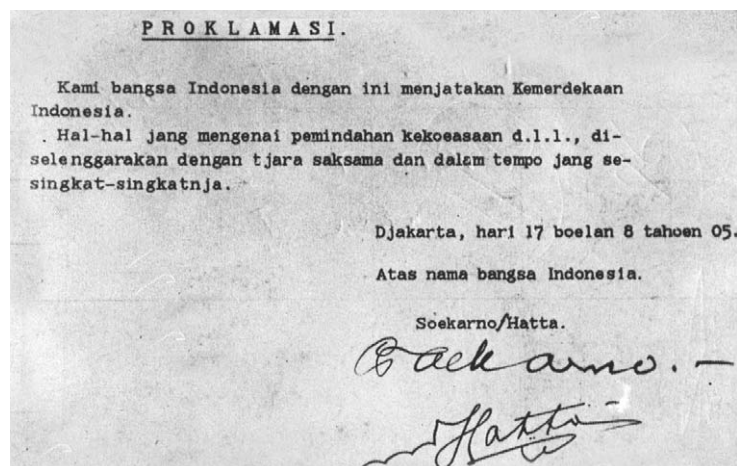 PROKLAMASI.
Kami bangsa Indonesia dengan ini menjatakan Kemerdekaan
Indonesia.
Hal-hal jang mengenai pemindahan kekoeasaan d.l.l., di-
selenggarakan dengan tjara saksama dan dalam tempo jang se-
singkat-singkatnja.
Djakarta, hari 17 boelan 8 tahoen 05.
Atas nama bangsa Indonesia.
Soekarno/Hatta.
Soekarno.-
Hatta